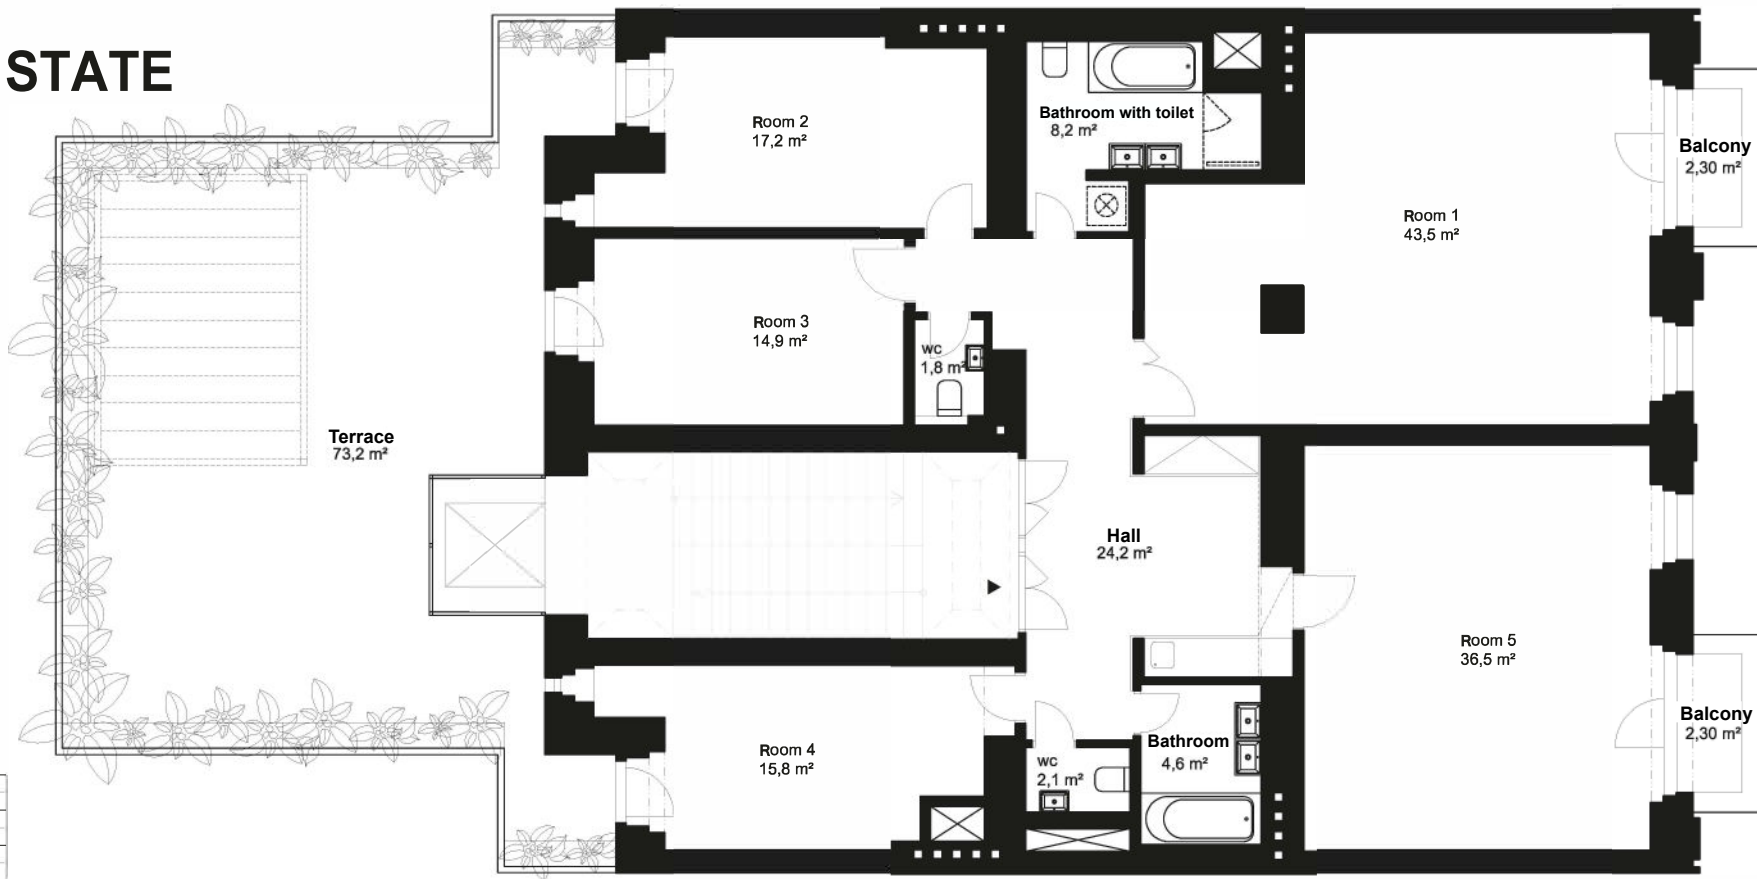 STATE
Room 2
17,2 m²
Bathroom with toilet
8,2 m²
Balcony
2,30 m²
Room 1
43,5 m²
Room 3
14,9 m²
WC
1,8 m²
Terrace
73,2 m²
Hall
24,2 m²
Room 5
36,5 m²
Room 4
15,8 m²
WC
2,1 m²
Bathroom
4,6 m²
Balcony
2,30 m²